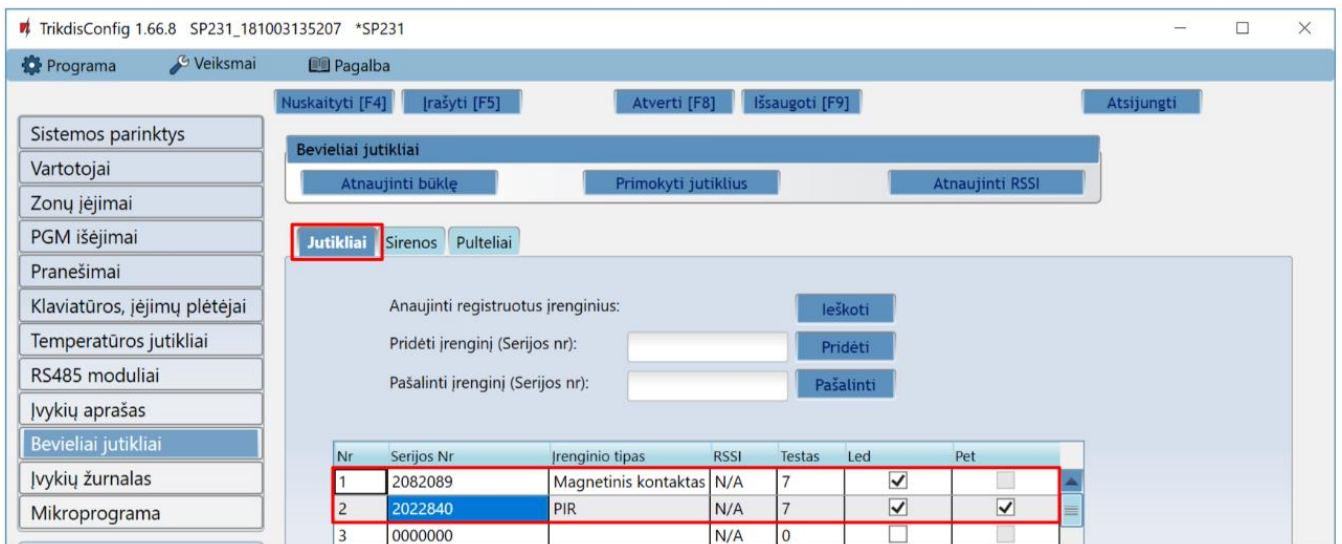 TrikdisConfig 1.66.8 SP231_181003135207 *SP231
Programa Veiksmai Pagalba
Nuskaityti [F4] Įrašyti [F5] Atverti [F8] Išsaugoti [F9] Atsijungti
Sistemos parinktys
Vartotojai
Zonų įėjimai
PGM išėjimai
Pranešimai
Klaviatūros, įėjimų plėtėjai
Temperatūros jutikliai
RS485 moduliai
Įvykių aprašas
Bevieliai jutikliai
Įvykių žurnalas
Mikroprograma
Bevieliai jutikliai
Atnaujinti būklę Primokyti jutiklius Atnaujinti RSSI
Jutikliai Sirenos Pulteliai
Anaujinti registruotus įrenginius: Ieškoti
Pridėti įrenginį (Serijos nr): Pridėti
Pašalinti įrenginį (Serijos nr): Pašalinti
Nr Serijos Nr Įrenginio tipas RSSI Testas Led Pet
1 2082089 Magnetinis kontaktas N/A 7
2 2022840 PIR N/A 7
3 0000000 N/A 0